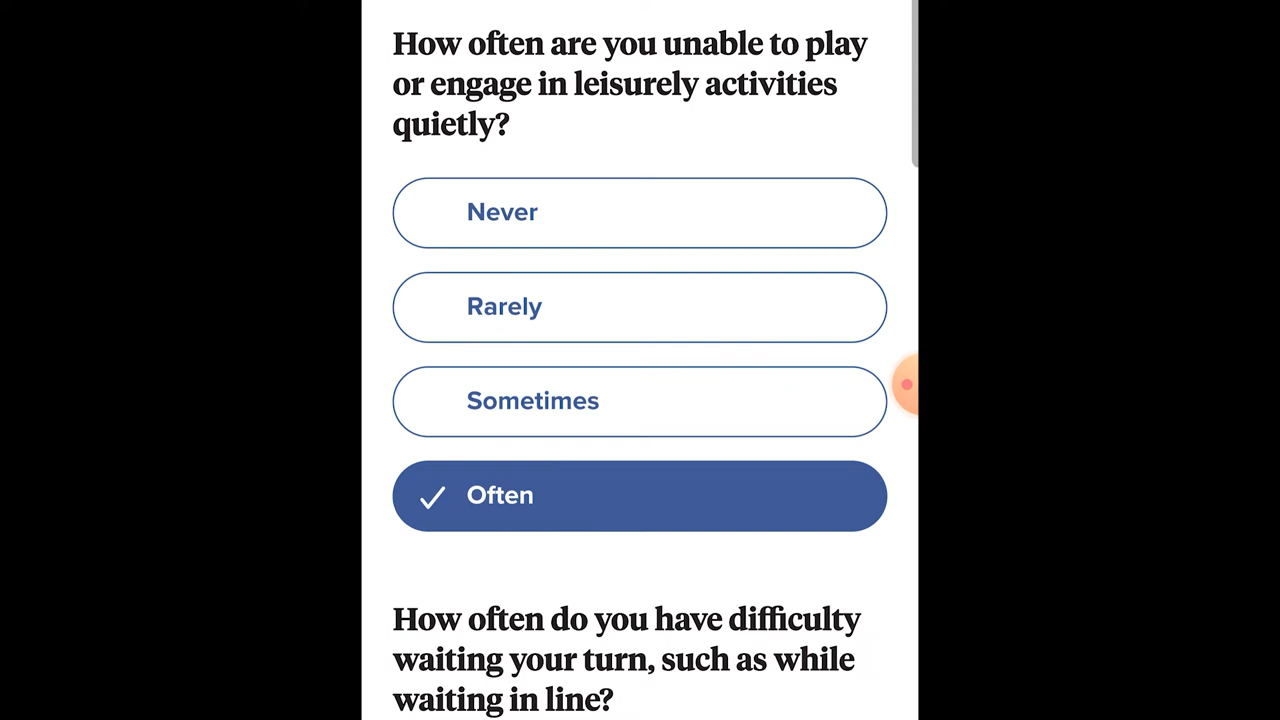 How often are you unable to play
or engage in leisurely activities
quietly?
Never
Rarely
Sometimes
Often
How often do you have difficulty
waiting your turn, such as while
waiting in line?